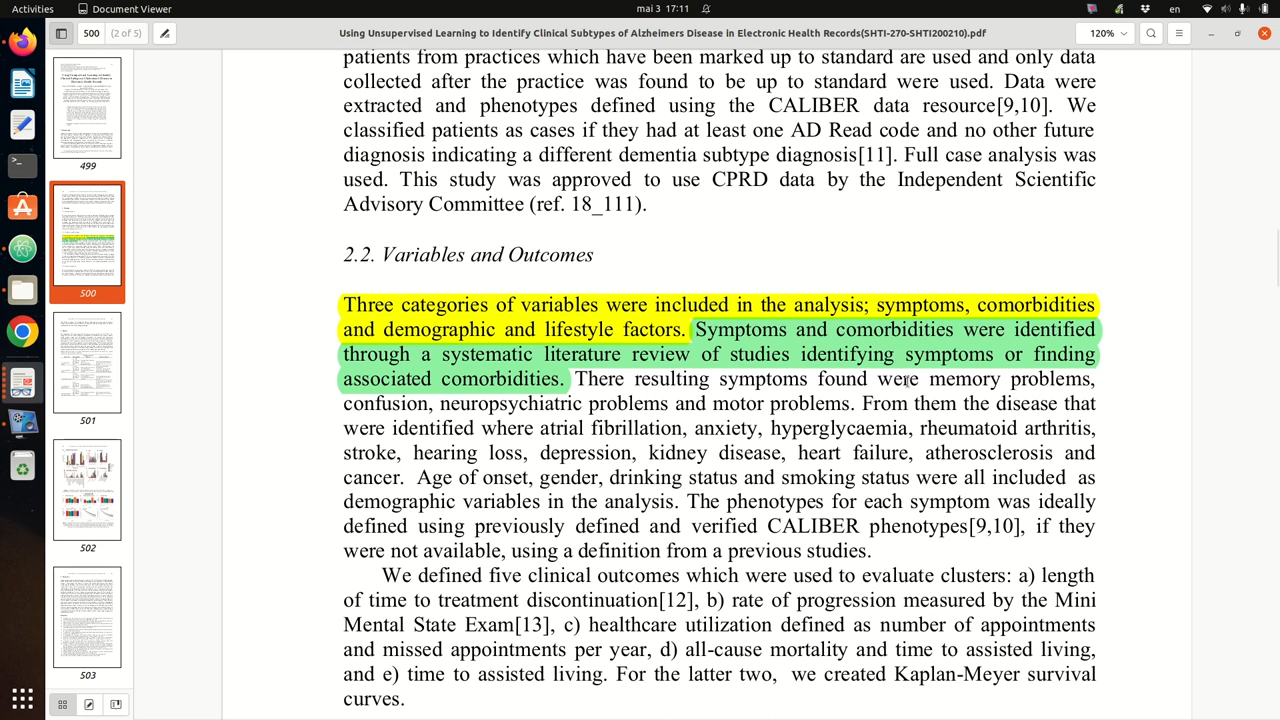 Activities
Document Viewer
mai 3 17:11
en
500
(2 of 5)
Using Unsupervised Learning to Identify Clinical Subtypes of Alzheimers Disease in Electronic Health Records(SHTI-270-SHTI200210).pdf
120%
499
500
501
502
503
patients from practices which have been marked up to standard are used and only data
collected after the practice was found to be up to standard were used. Data were
extracted and phenotypes defined using the CALIBER data resource[9,10]. We
classified patients as cases if they had at least one AD Read code and no other future
diagnosis indicating a different dementia subtype diagnosis[11]. Full case analysis was
used. This study was approved to use CPRD data by the Independent Scientific
Advisory Committee (ref. 18_111).
2.2. Variables and Outcomes
Three categories of variables were included in the analysis: symptoms, comorbidities
and demographic and lifestyle factors. Symptoms and comorbidities were identified
through a systematic literature review of studies identifying symptoms or finding
associated comorbidities. There resulting symptoms found were memory problems,
confusion, neuropsychiatric problems and motor problems. From them the disease that
were identified where atrial fibrillation, anxiety, hyperglycaemia, rheumatoid arthritis,
stroke, hearing loss, depression, kidney disease, heart failure, atherosclerosis and
cancer. Age of onset, gender, drinking status and smoking status were all included as
demographic variables in the analysis. The phenotypes for each symptom was ideally
defined using previously defined and verified CALIBER phenotypes[9,10], if they
were not available, using a definition from a previous studies.
We defined five clinical outcomes which we used to evaluate clusters: a) length
of time to treatment discontinuation[12], b) rate of progression measured by the Mini
Mental State Exam[13], c) healthcare utilization defined as number of appointments
and missed appointments per year, d) all-cause mortality and time to assisted living,
and e) time to assisted living. For the latter two, we created Kaplan-Meyer survival
curves.